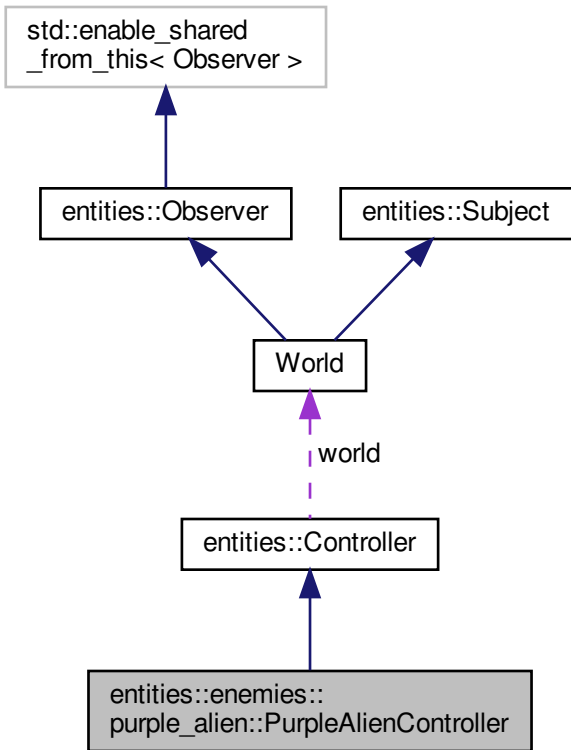 std::enable_shared
_from_this< Observer >
entities::Observer
entities::Subject
World
world
entities::Controller
entities::enemies::
purple_alien::PurpleAlienController